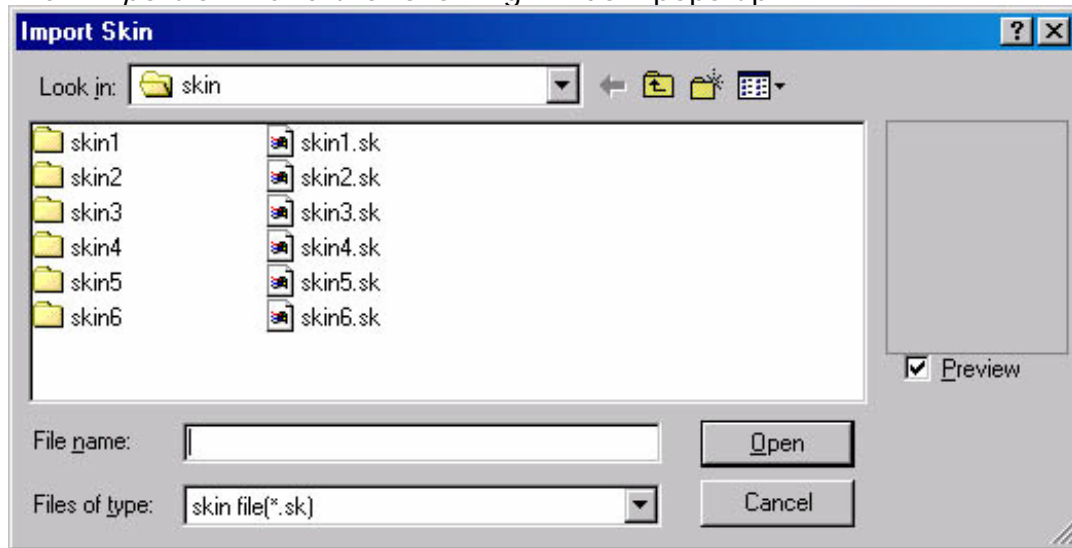 Import Skin
Look in: skin
skin1 skin1.sk
skin2 skin2.sk
skin3 skin3.sk
skin4 skin4.sk
skin5 skin5.sk
skin6 skin6.sk
Preview
File name: Open
Files of type: skin file(*.sk) Cancel